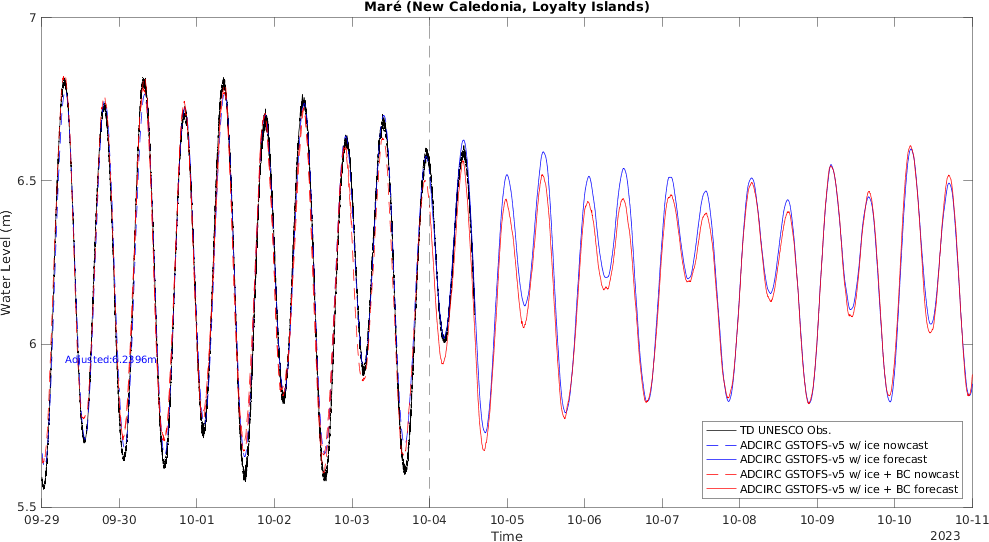 Maré (New Caledonia, Loyalty Islands)
7
6.5
6
5.5
Water Level (m)
Adjusted:6.2396m
TD UNESCO Obs.
ADCIRC GSTOFS-v5 w/ ice nowcast
ADCIRC GSTOFS-v5 w/ ice forecast
ADCIRC GSTOFS-v5 w/ ice + BC nowcast
ADCIRC GSTOFS-v5 w/ ice + BC forecast
09-29 09-30 10-01 10-02 10-03 10-04 10-05 10-06 10-07 10-08 10-09 10-10 10-11
Time
2023